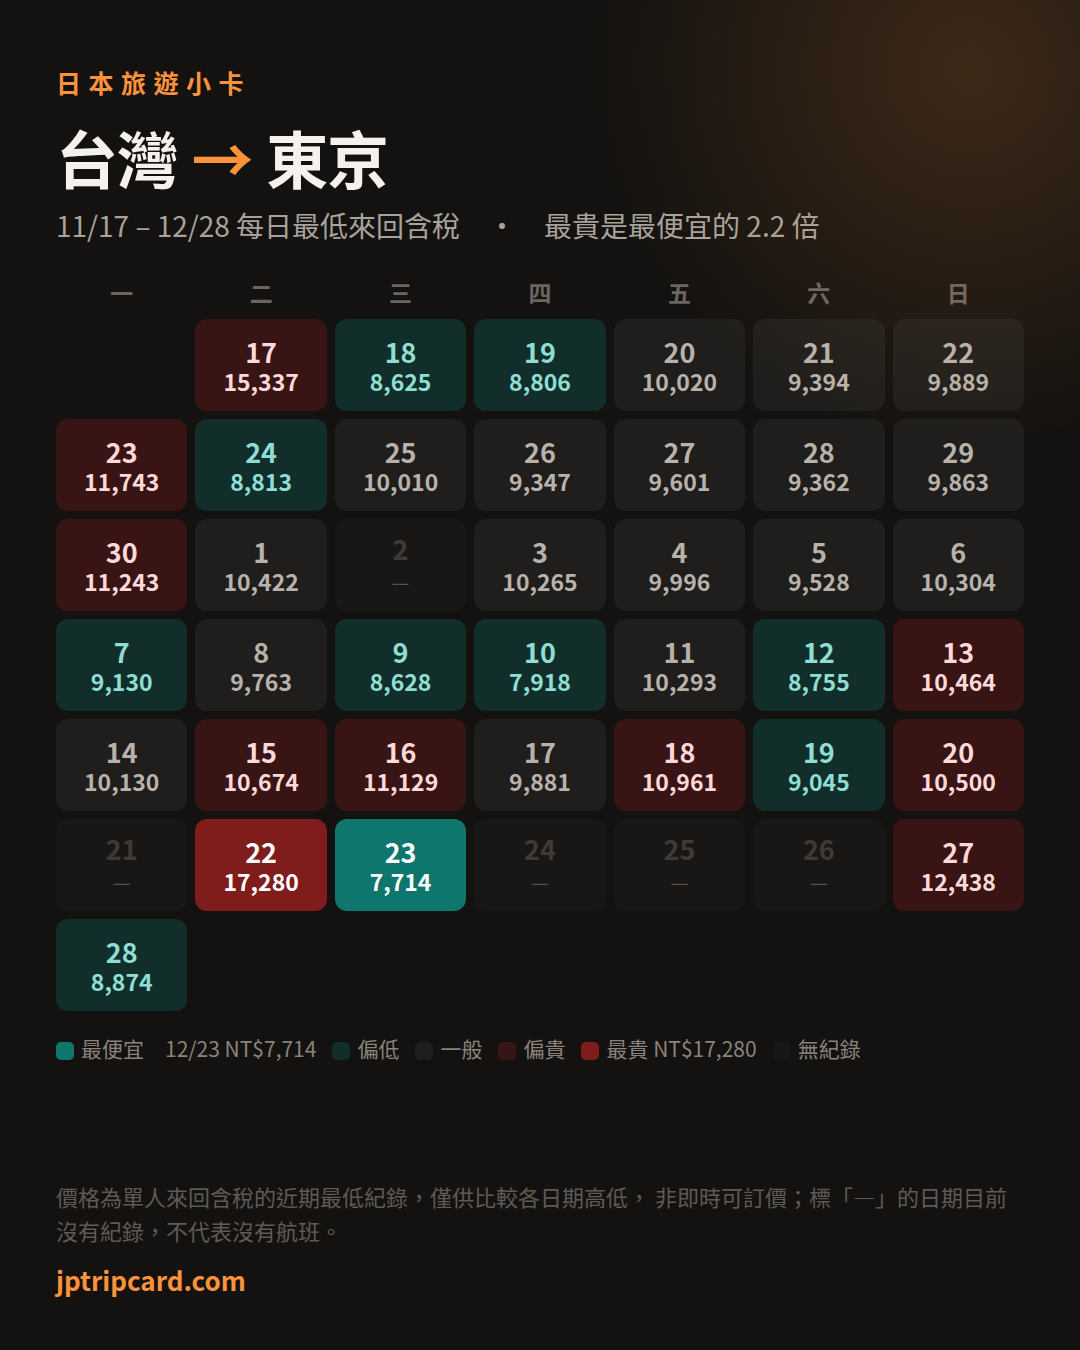 日本旅遊小卡
台灣 → 東京
11/17 – 12/28 每日最低來回含稅 ・ 最貴是最便宜的 2.2 倍
一 二 三 四 五 六 日
17 18 19 20 21 22
15,337 8,625 8,806 10,020 9,394 9,889
23 24 25 26 27 28 29
11,743 8,813 10,010 9,347 9,601 9,362 9,863
30 1 2 3 4 5 6
11,243 10,422 — 10,265 9,996 9,528 10,304
7 8 9 10 11 12 13
9,130 9,763 8,628 7,918 10,293 8,755 10,464
14 15 16 17 18 19 20
10,130 10,674 11,129 9,881 10,961 9,045 10,500
21 22 23 24 25 26 27
— 17,280 7,714 — — — 12,438
28
8,874
最便宜 12/23 NT$7,714 偏低 一般 偏貴 最貴 NT$17,280 無紀錄
價格為單人來回含稅的近期最低紀錄，僅供比較各日期高低， 非即時可訂價；標「—」的日期目前
沒有紀錄，不代表沒有航班。
jptripcard.com